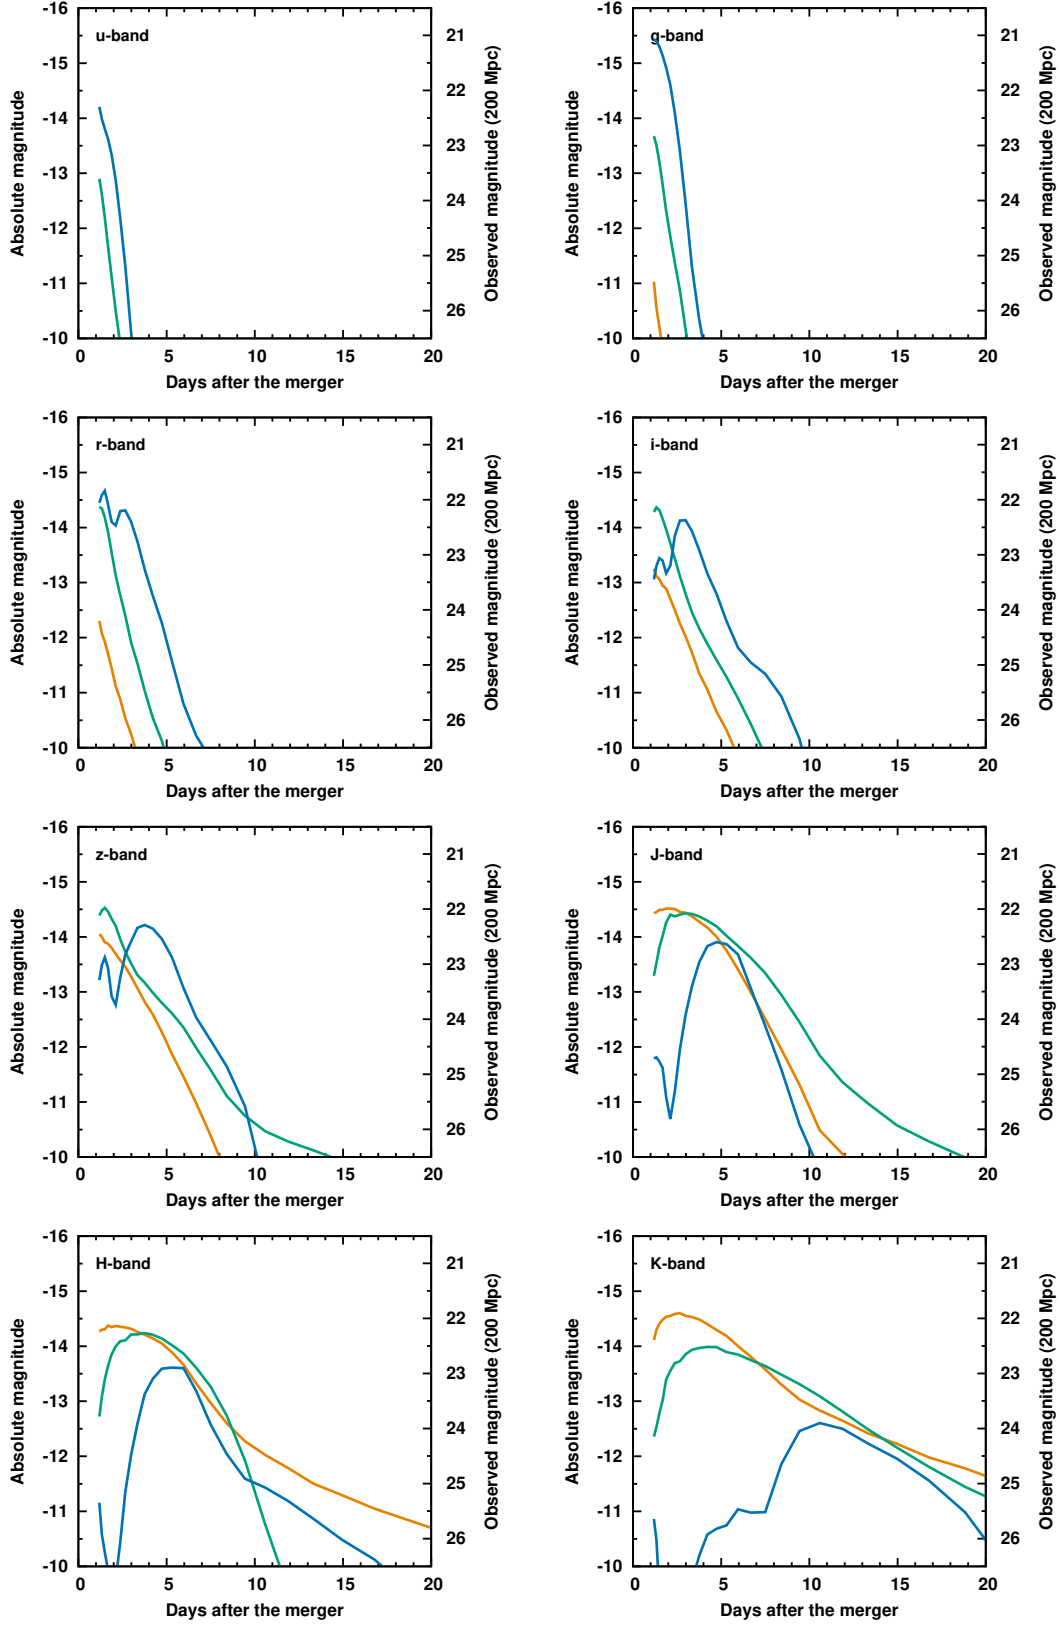 u-band
-16
-15
-14
-13
-12
-11
-10
21
22
23
24
25
26
0 5 10 15 20
Absolute magnitude
Observed magnitude (200 Mpc)
Days after the merger
g-band
-16
-15
-14
-13
-12
-11
-10
21
22
23
24
25
26
0 5 10 15 20
Absolute magnitude
Observed magnitude (200 Mpc)
Days after the merger
r-band
-16
-15
-14
-13
-12
-11
-10
21
22
23
24
25
26
0 5 10 15 20
Absolute magnitude
Observed magnitude (200 Mpc)
Days after the merger
i-band
-16
-15
-14
-13
-12
-11
-10
21
22
23
24
25
26
0 5 10 15 20
Absolute magnitude
Observed magnitude (200 Mpc)
Days after the merger
z-band
-16
-15
-14
-13
-12
-11
-10
21
22
23
24
25
26
0 5 10 15 20
Absolute magnitude
Observed magnitude (200 Mpc)
Days after the merger
J-band
-16
-15
-14
-13
-12
-11
-10
21
22
23
24
25
26
0 5 10 15 20
Absolute magnitude
Observed magnitude (200 Mpc)
Days after the merger
H-band
-16
-15
-14
-13
-12
-11
-10
21
22
23
24
25
26
0 5 10 15 20
Absolute magnitude
Observed magnitude (200 Mpc)
Days after the merger
K-band
-16
-15
-14
-13
-12
-11
-10
21
22
23
24
25
26
0 5 10 15 20
Absolute magnitude
Observed magnitude (200 Mpc)
Days after the merger